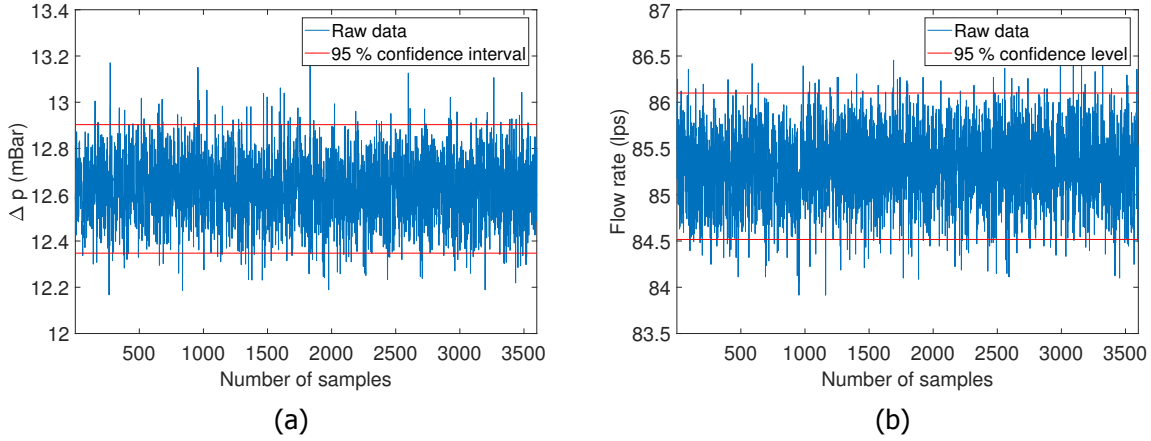 13.4
13.2
13
12.8
12.6
12.4
12.2
12
Δ p (mBar)
500 1000 1500 2000 2500 3000 3500
Number of samples
Raw data
95 % confidence interval
(a)
87
86.5
86
85.5
85
84.5
84
83.5
Flow rate (lps)
500 1000 1500 2000 2500 3000 3500
Number of samples
Raw data
95 % confidence level
(b)